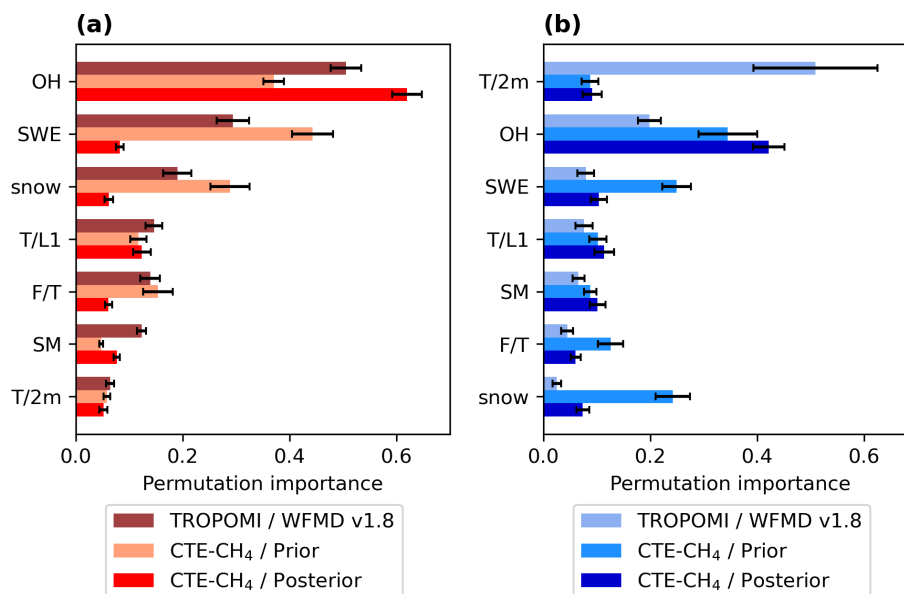 (a)
OH
SWE
snow
T/L1
F/T
SM
T/2m
0.0 0.2 0.4 0.6
Permutation importance
TROPOMI / WFMD v1.8
CTE-CH₄ / Prior
CTE-CH₄ / Posterior
(b)
T/2m
OH
SWE
T/L1
SM
F/T
snow
0.0 0.2 0.4 0.6
Permutation importance
TROPOMI / WFMD v1.8
CTE-CH₄ / Prior
CTE-CH₄ / Posterior